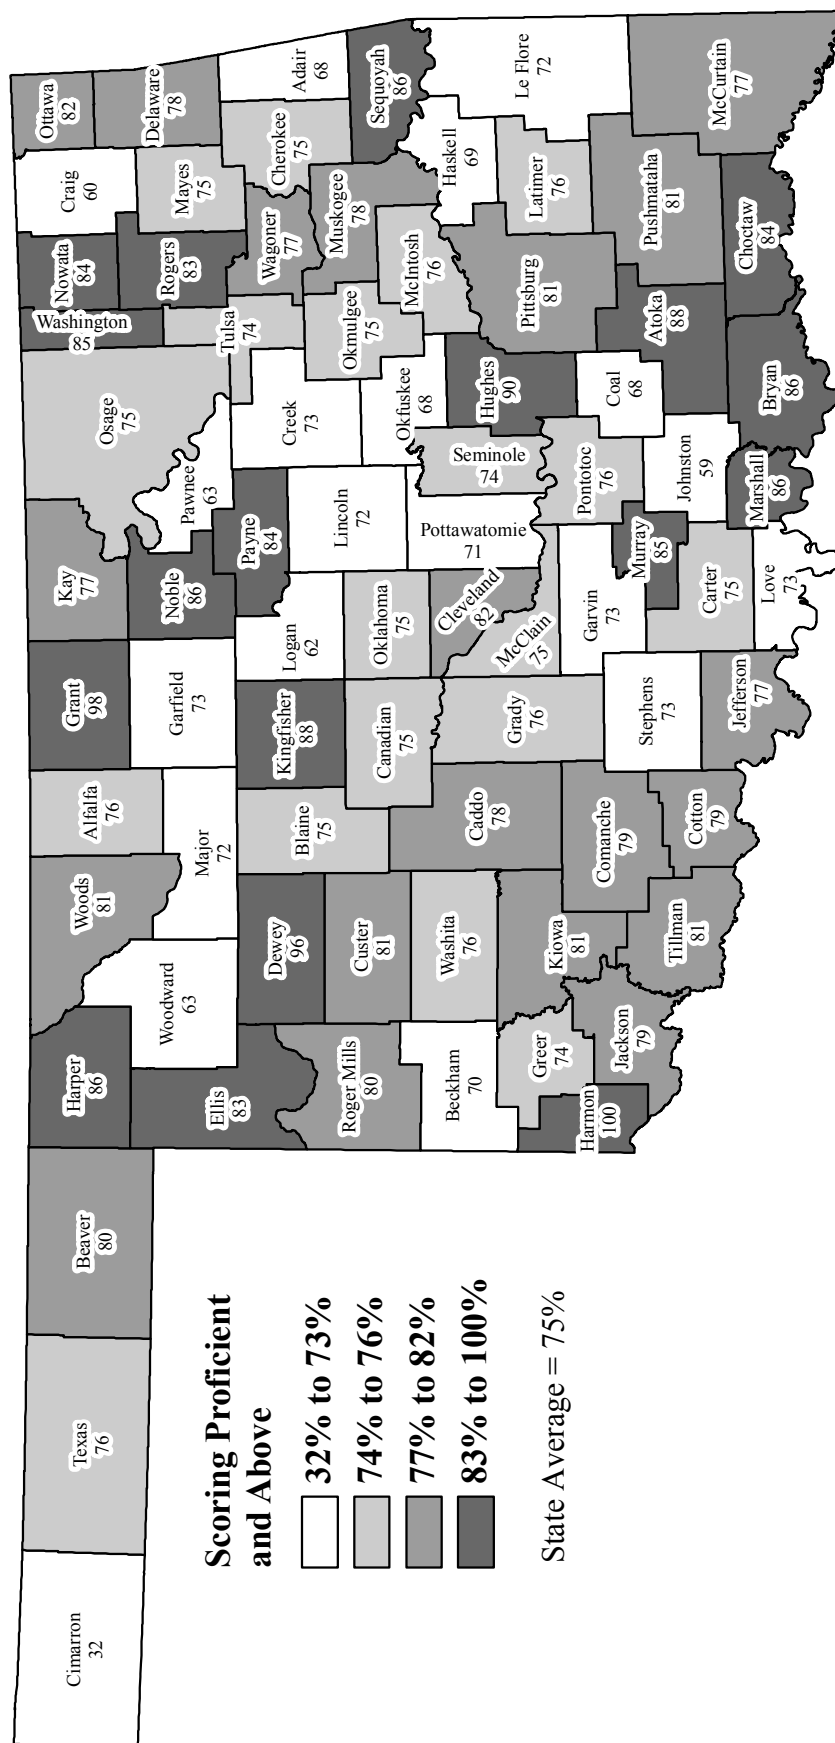 Cimarron
32
Texas
76
Beaver
80
Harper
86
Woods
81
Alfalfa
76
Grant
98
Kay
77
Osage
75
Washington
85
Nowata
84
Craig
60
Ottawa
82
Ellis
83
Woodward
63
Major
72
Garfield
73
Noble
86
Pawnee
63
Rogers
83
Mayes
75
Delaware
78
Roger Mills
80
Dewey
96
Blaine
75
Kingfisher
88
Logan
62
Payne
84
Creek
73
Tulsa
74
Wagoner
77
Cherokee
75
Adair
68
Custer
81
Canadian
75
Oklahoma
75
Lincoln
72
Okfuskee
68
Okmulgee
75
Muskogee
78
Sequoyah
86
Beckham
70
Washita
76
Caddo
78
Grady
76
Cleveland
82
McClain
75
Pottawatomie
71
Seminole
74
Hughes
90
McIntosh
76
Haskell
69
Le Flore
72
Greer
74
Kiowa
81
Comanche
79
Stephens
73
Garvin
73
Pontotoc
76
Coal
68
Pittsburg
81
Latimer
76
Harmon
100
Jackson
79
Tillman
81
Cotton
79
Jefferson
77
Carter
75
Murray
85
Johnston
59
Atoka
88
Pushmataha
81
McCurtain
77
Love
73
Marshall
86
Bryan
86
Choctaw
84
Scoring Proficient
and Above
32% to 73%
74% to 76%
77% to 82%
83% to 100%
State Average = 75%